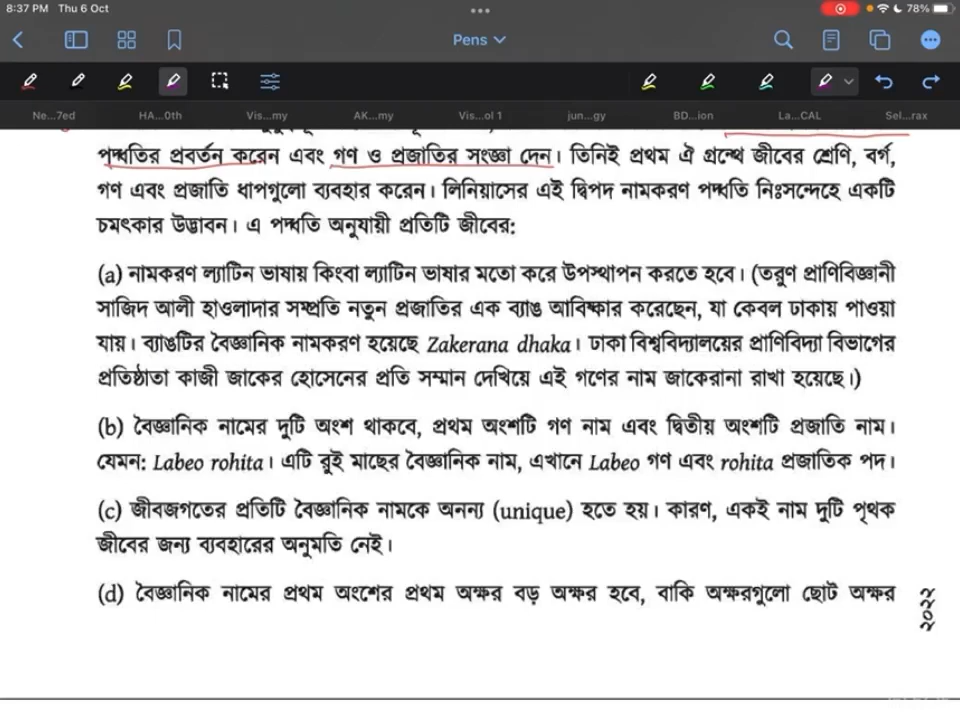 8:37 PM Thu 6 Oct
78%
Pens
Ne...7ed HA...0th Vis...my AK...my Vis...ol 1 jun...gy BD...ion La...CAL Sel...rax
পদ্ধতির প্রবর্তন করেন এবং গণ ও প্রজাতির সংজ্ঞা দেন। তিনিই প্রথম ঐ গ্রন্থে জীবের শ্রেণি, বর্গ,
গণ এবং প্রজাতি ধাপগুলো ব্যবহার করেন। লিনিয়াসের এই দ্বিপদ নামকরণ পদ্ধতি নিঃসন্দেহে একটি
চমৎকার উদ্ভাবন। এ পদ্ধতি অনুযায়ী প্রতিটি জীবের:
(a) নামকরণ ল্যাটিন ভাষায় কিংবা ল্যাটিন ভাষার মতো করে উপস্থাপন করতে হবে। (তরুণ প্রাণিবিজ্ঞানী
সাজিদ আলী হাওলাদার সম্প্রতি নতুন প্রজাতির এক ব্যাঙ আবিষ্কার করেছেন, যা কেবল ঢাকায় পাওয়া
যায়। ব্যাঙটির বৈজ্ঞানিক নামকরণ হয়েছে Zakerana dhaka। ঢাকা বিশ্ববিদ্যালয়ের প্রাণিবিদ্যা বিভাগের
প্রতিষ্ঠাতা কাজী জাকের হোসেনের প্রতি সম্মান দেখিয়ে এই গণের নাম জাকেরানা রাখা হয়েছে।)
(b) বৈজ্ঞানিক নামের দুটি অংশ থাকবে, প্রথম অংশটি গণ নাম এবং দ্বিতীয় অংশটি প্রজাতি নাম।
যেমন: Labeo rohita। এটি রুই মাছের বৈজ্ঞানিক নাম, এখানে Labeo গণ এবং rohita প্রজাতিক পদ।
(c) জীবজগতের প্রতিটি বৈজ্ঞানিক নামকে অনন্য (unique) হতে হয়। কারণ, একই নাম দুটি পৃথক
জীবের জন্য ব্যবহারের অনুমতি নেই।
(d) বৈজ্ঞানিক নামের প্রথম অংশের প্রথম অক্ষর বড় অক্ষর হবে, বাকি অক্ষরগুলো ছোট অক্ষর
২০২২